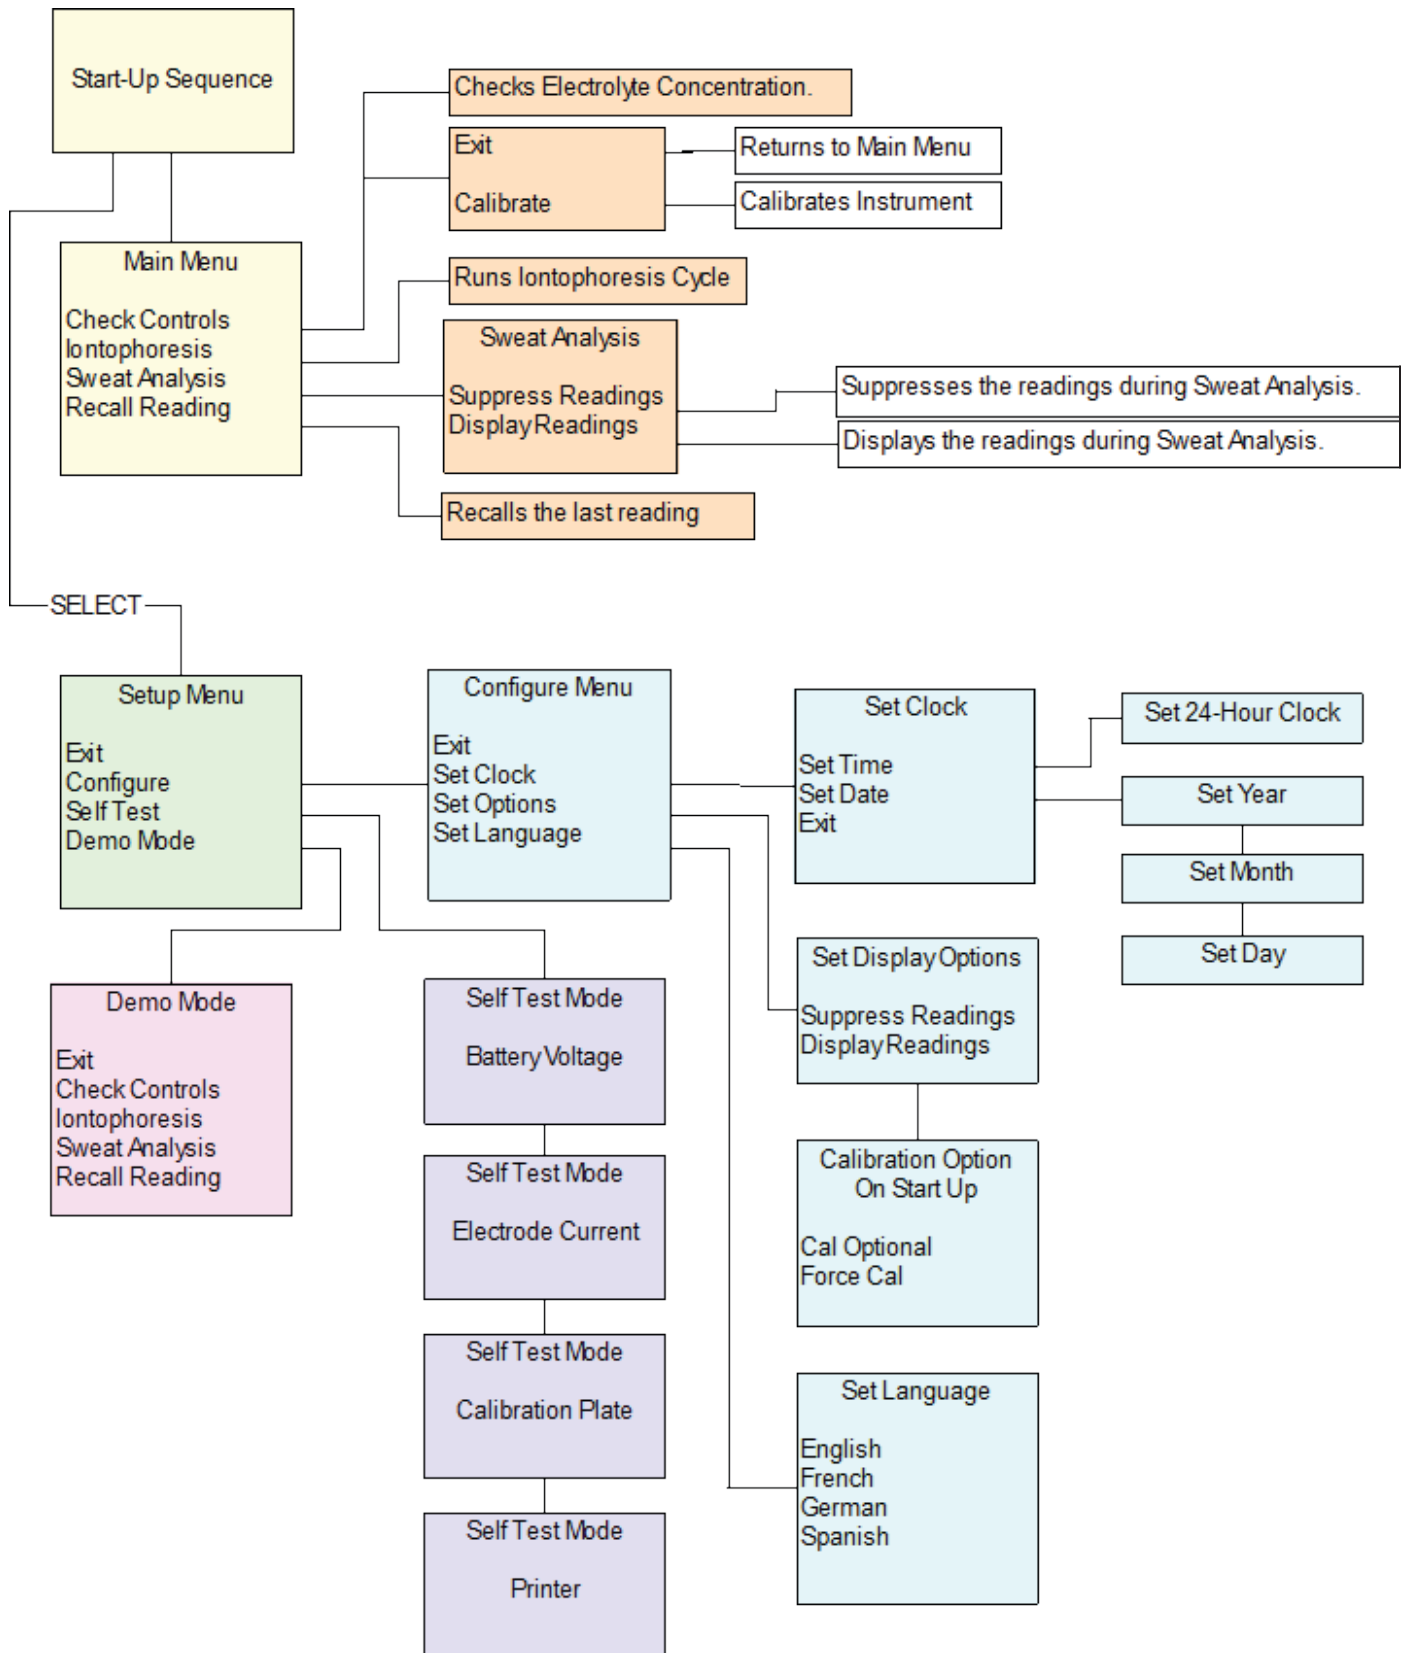 Start-Up Sequence
Checks Electrolyte Concentration.
Exit
Calibrate
Returns to Main Menu
Calibrates Instrument
Main Menu
Check Controls
Iontophoresis
Sweat Analysis
Recall Reading
Runs Iontophoresis Cycle
Sweat Analysis
Suppress Readings
Display Readings
Suppresses the readings during Sweat Analysis.
Displays the readings during Sweat Analysis.
Recalls the last reading
SELECT
Setup Menu
Exit
Configure
Self Test
Demo Mode
Configure Menu
Exit
Set Clock
Set Options
Set Language
Set Clock
Set Time
Set Date
Exit
Set 24-Hour Clock
Set Year
Set Month
Set Day
Demo Mode
Exit
Check Controls
Iontophoresis
Sweat Analysis
Recall Reading
Self Test Mode
Battery Voltage
Self Test Mode
Electrode Current
Self Test Mode
Calibration Plate
Self Test Mode
Printer
Set Display Options
Suppress Readings
Display Readings
Calibration Option
On Start Up
Cal Optional
Force Cal
Set Language
English
French
German
Spanish